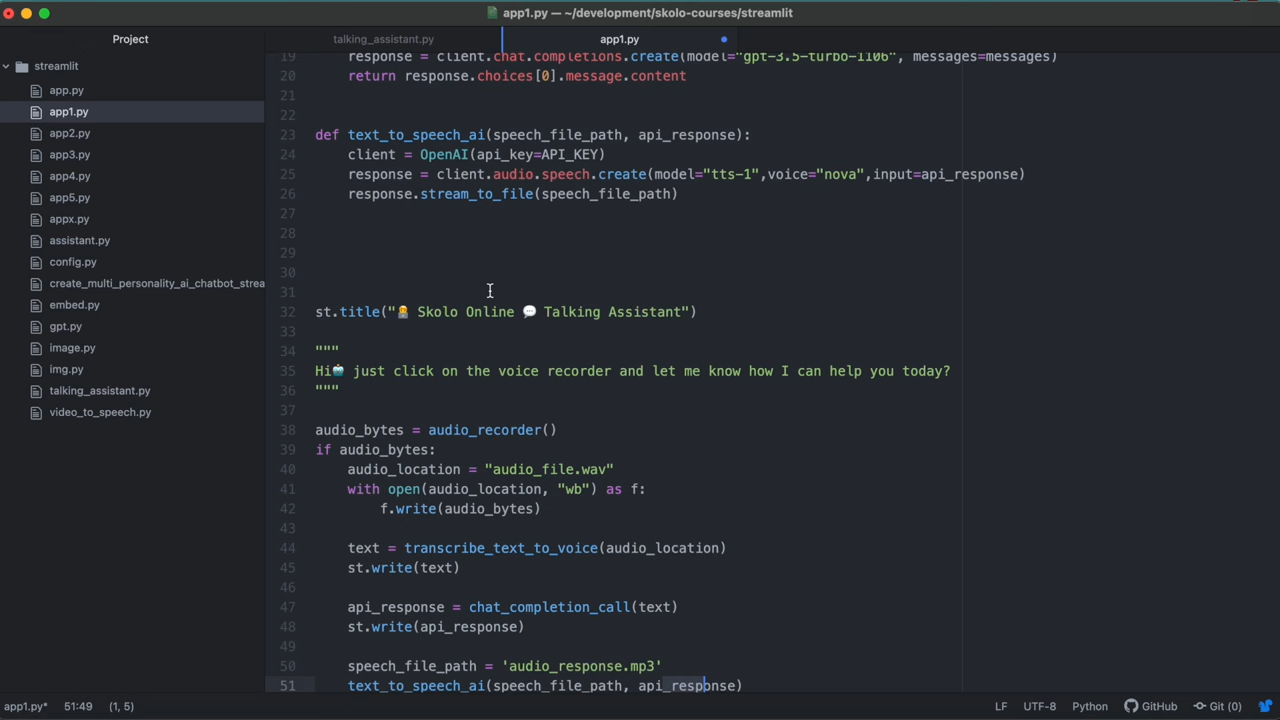 app1.py — ~/development/skolo-courses/streamlit
Project
talking_assistant.py
app1.py
streamlit
app.py
app1.py
app2.py
app3.py
app4.py
app5.py
appx.py
assistant.py
config.py
create_multi_personality_ai_chatbot_strea
embed.py
gpt.py
image.py
img.py
talking_assistant.py
video_to_speech.py
19 response = client.chat.completions.create(model="gpt-3.5-turbo-1106", messages=messages)
20 return response.choices[0].message.content
21
22
23 def text_to_speech_ai(speech_file_path, api_response):
24 client = OpenAI(api_key=API_KEY)
25 response = client.audio.speech.create(model="tts-1",voice="nova",input=api_response)
26 response.stream_to_file(speech_file_path)
27
28
29
30
31
32 st.title("🧑‍💼 Skolo Online 💬 Talking Assistant")
33
34 """
35 Hi🤖 just click on the voice recorder and let me know how I can help you today?
36 """
37
38 audio_bytes = audio_recorder()
39 if audio_bytes:
40 audio_location = "audio_file.wav"
41 with open(audio_location, "wb") as f:
42 f.write(audio_bytes)
43
44 text = transcribe_text_to_voice(audio_location)
45 st.write(text)
46
47 api_response = chat_completion_call(text)
48 st.write(api_response)
49
50 speech_file_path = 'audio_response.mp3'
51 text_to_speech_ai(speech_file_path, api_response)
app1.py* 51:49 (1, 5) LF UTF-8 Python GitHub Git (0)